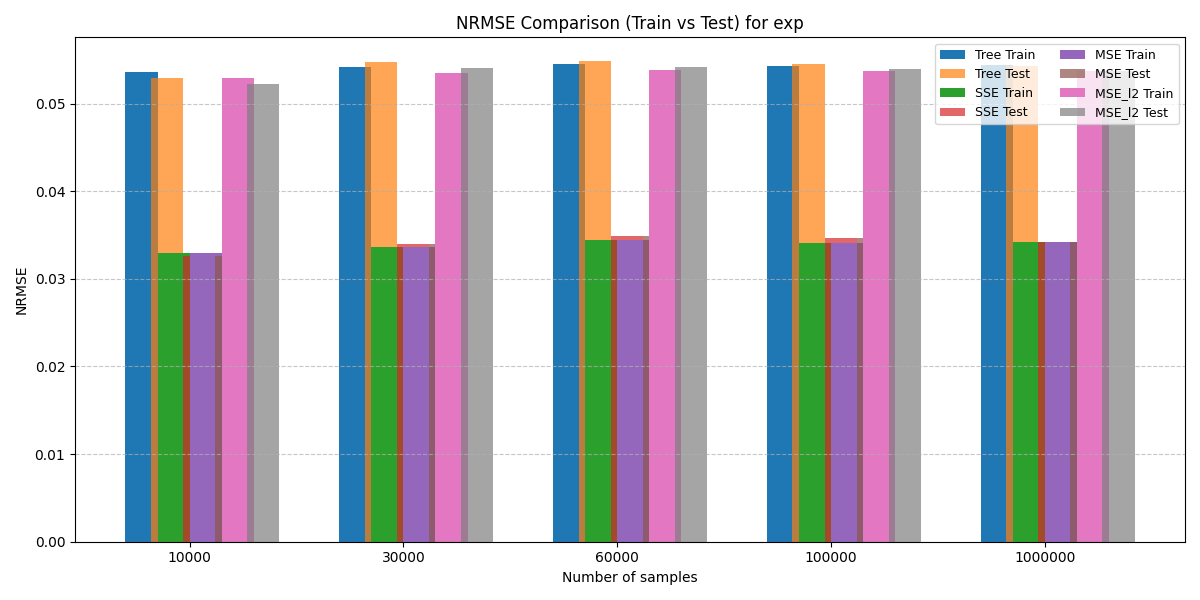 NRMSE Comparison (Train vs Test) for exp
NRMSE
0.05
0.04
0.03
0.02
0.01
0.00
Tree Train
Tree Test
SSE Train
SSE Test
MSE Train
MSE Test
MSE_l2 Train
MSE_l2 Test
10000
30000
60000
100000
1000000
Number of samples